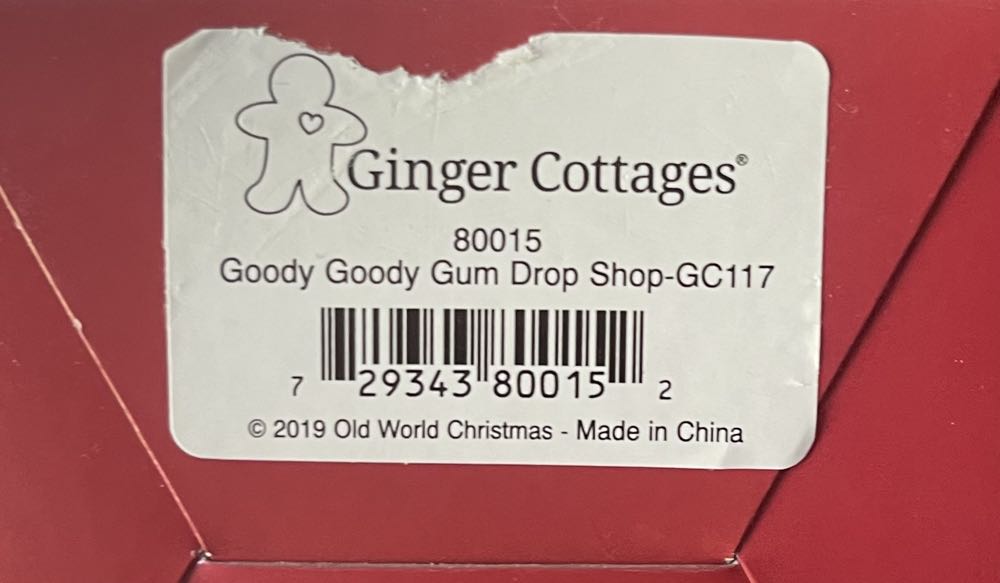 Ginger Cottages®
80015
Goody Goody Gum Drop Shop-GC117
7 29343 80015 2
© 2019 Old World Christmas - Made in China